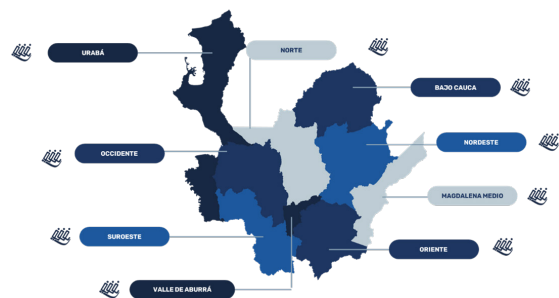 URABÁ
NORTE
BAJO CAUCA
OCCIDENTE
NORDESTE
MAGDALENA MEDIO
SUROESTE
ORIENTE
VALLE DE ABURRÁ